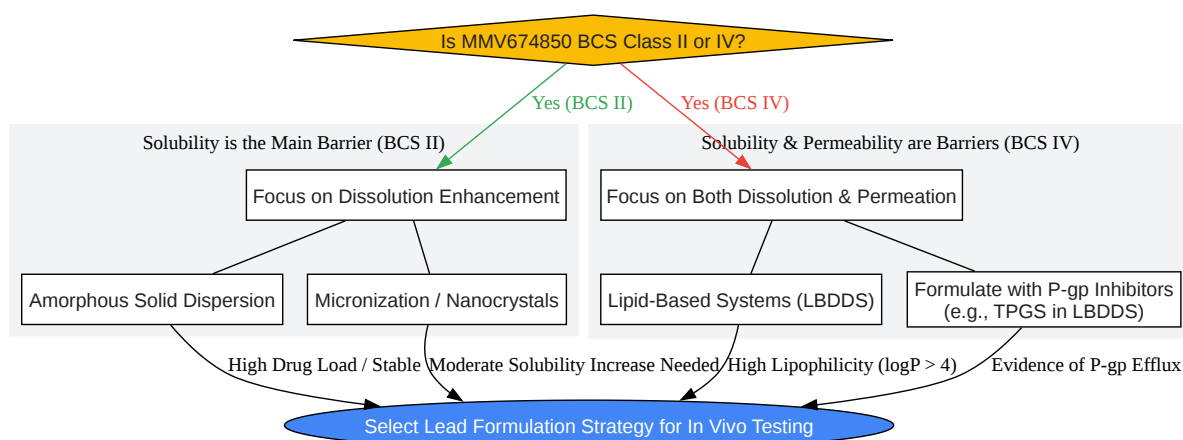 Is MMV674850 BCS Class II or IV?
Yes (BCS II)
Yes (BCS IV)
Solubility is the Main Barrier (BCS II)
Solubility & Permeability are Barriers (BCS IV)
Focus on Dissolution Enhancement
Focus on Both Dissolution & Permeation
Amorphous Solid Dispersion
Micronization / Nanocrystals
Lipid-Based Systems (LBDDS)
Formulate with P-gp Inhibitors
(e.g., TPGS in LBDDS)
High Drug Load / Stable
Moderate Solubility Increase Needed
High Lipophilicity (logP > 4)
Evidence of P-gp Efflux
Select Lead Formulation Strategy for In Vivo Testing